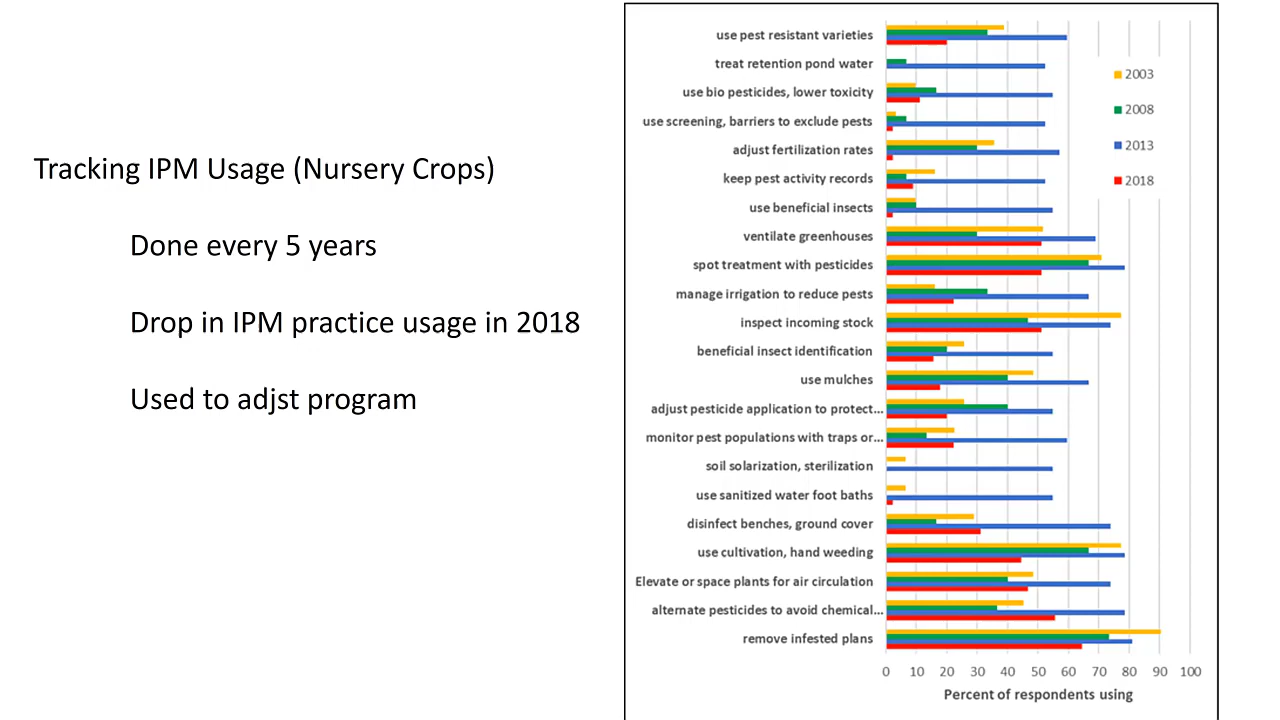 Tracking IPM Usage (Nursery Crops)
Done every 5 years
Drop in IPM practice usage in 2018
Used to adjst program
use pest resistant varieties
treat retention pond water
use bio pesticides, lower toxicity
use screening, barriers to exclude pests
adjust fertilization rates
keep pest activity records
use beneficial insects
ventilate greenhouses
spot treatment with pesticides
manage irrigation to reduce pests
inspect incoming stock
beneficial insect identification
use mulches
adjust pesticide application to protect...
monitor pest populations with traps or...
soil solarization, sterilization
use sanitized water foot baths
disinfect benches, ground cover
use cultivation, hand weeding
Elevate or space plants for air circulation
alternate pesticides to avoid chemical...
remove infested plans
2003
2008
2013
2018
0 10 20 30 40 50 60 70 80 90 100
Percent of respondents using